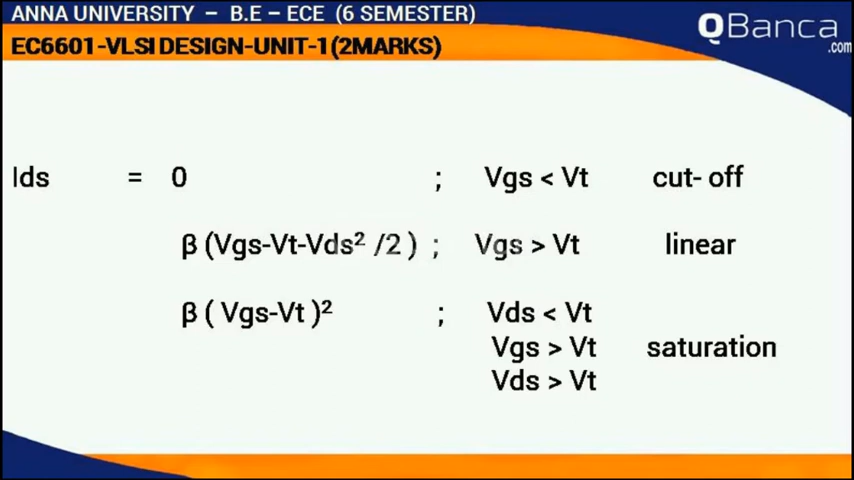 ANNA UNIVERSITY – B.E – ECE (6 SEMESTER)
EC6601-VLSI DESIGN-UNIT-1(2MARKS)
QBanca
.com
Ids = 0 ; Vgs < Vt cut- off
β (Vgs-Vt-Vds² /2 ) ; Vgs > Vt linear
β ( Vgs-Vt )² ; Vds < Vt
Vgs > Vt saturation
Vds > Vt